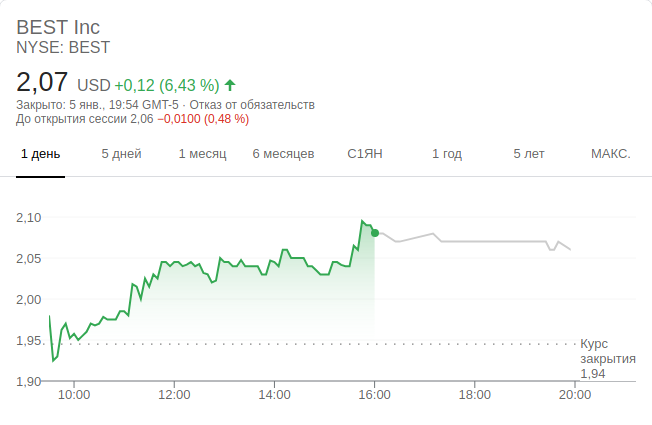 BEST Inc
NYSE: BEST
2,07 USD +0,12 (6,43 %)
Закрыто: 5 янв., 19:54 GMT-5 · Отказ от обязательств
До открытия сессии 2,06 −0,0100 (0,48 %)
1 день 5 дней 1 месяц 6 месяцев С1ЯН 1 год 5 лет МАКС.
2,10
2,05
2,00
1,95
Курс
закрытия
1,94
1,90
10:00 12:00 14:00 16:00 18:00 20:00